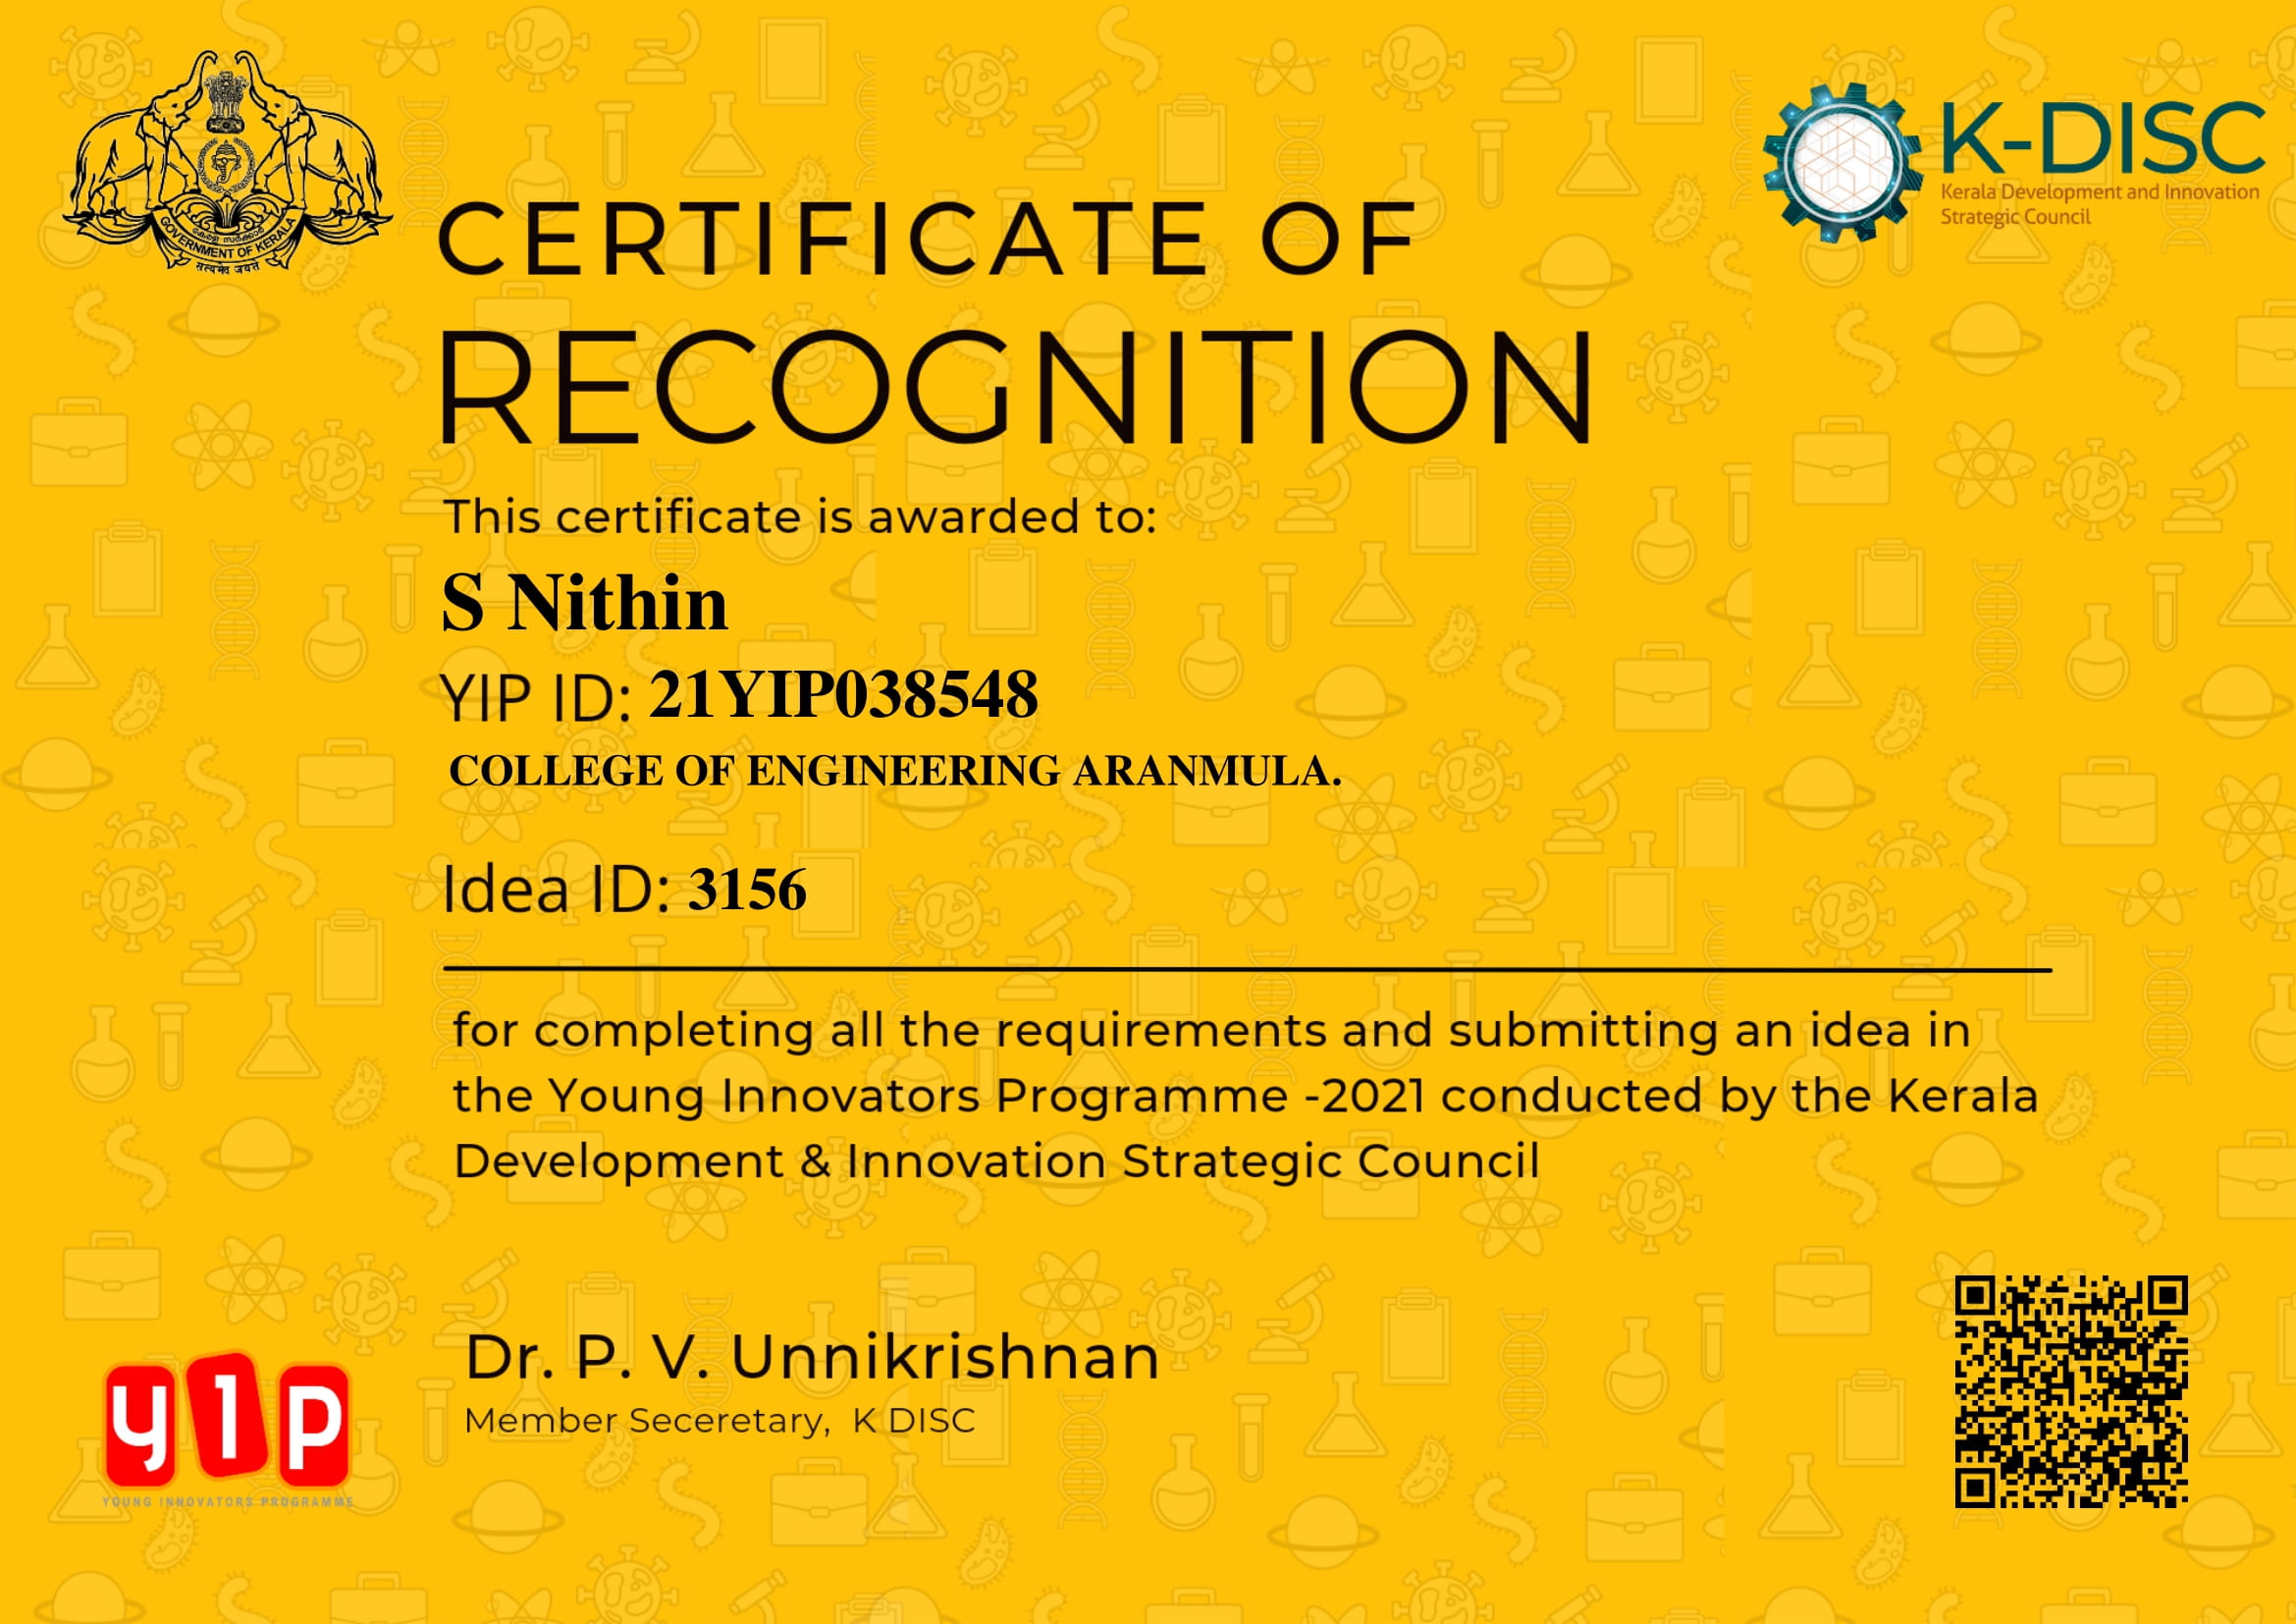 GOVERNMENT OF KERALA
सत्यमेव जयते
K-DISC
Kerala Development and Innovation
Strategic Council
CERTIFICATE OF
RECOGNITION
This certificate is awarded to:
S Nithin
YIP ID: 21YIP038548
COLLEGE OF ENGINEERING ARANMULA.
Idea ID: 3156
for completing all the requirements and submitting an idea in
the Young Innovators Programme -2021 conducted by the Kerala
Development & Innovation Strategic Council
Dr. P. V. Unnikrishnan
Member Seceretary, K DISC
yip
YOUNG INNOVATORS PROGRAMME